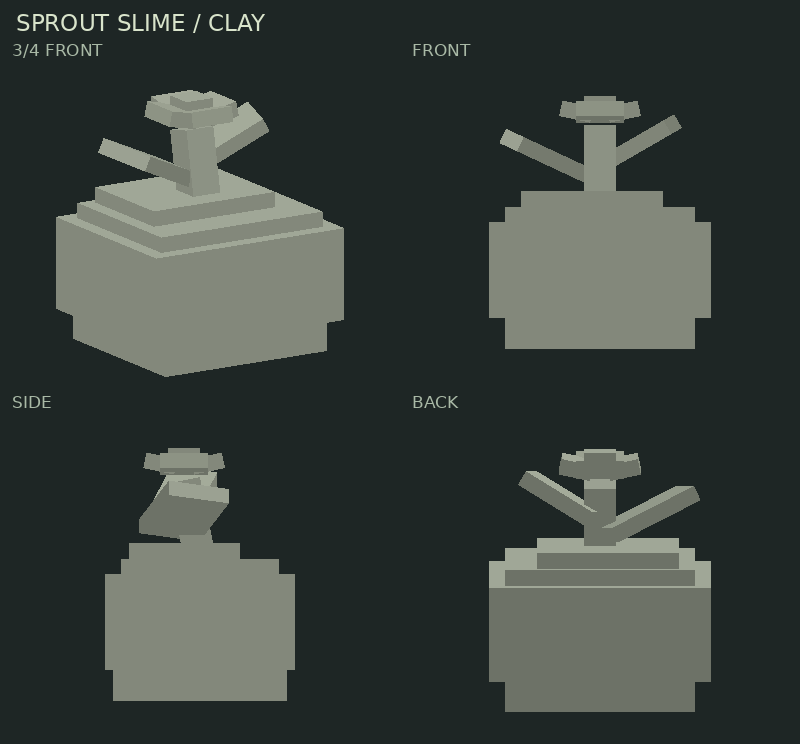 SPROUT SLIME / CLAY
3/4 FRONT
FRONT
SIDE
BACK